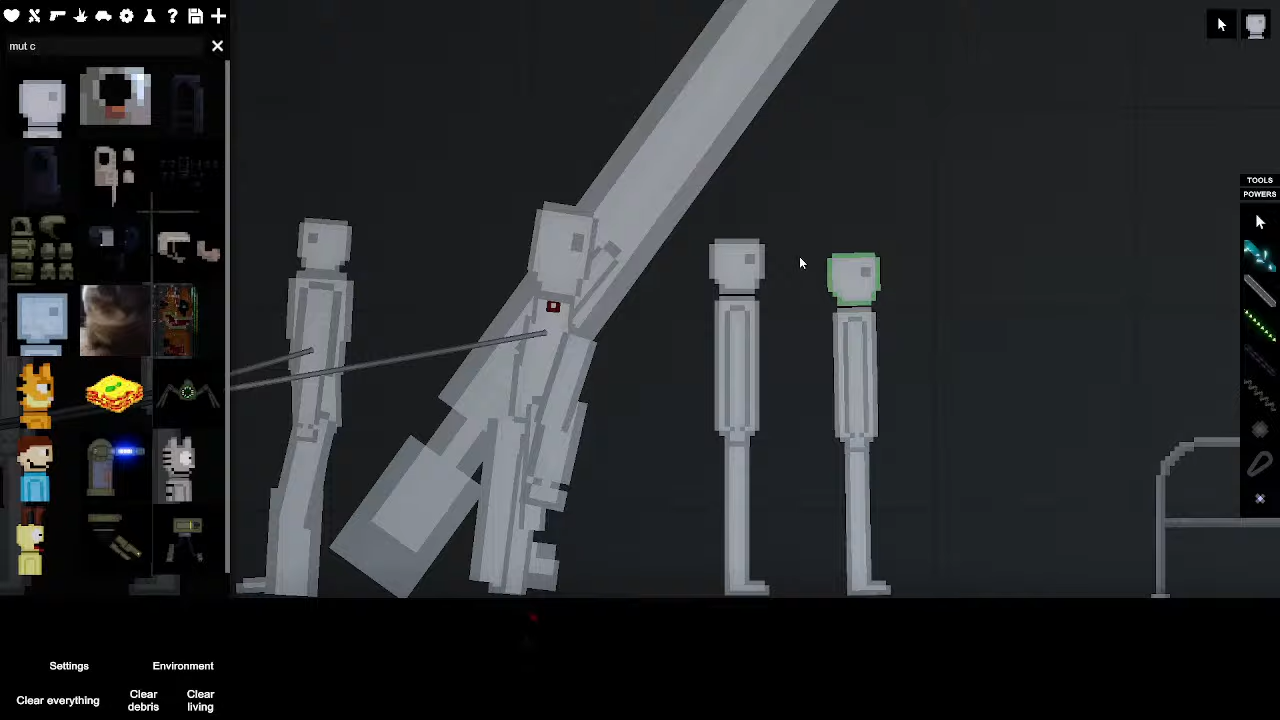 mut c
TOOLS
POWERS
Settings
Environment
Clear everything
Clear
debris
Clear
living